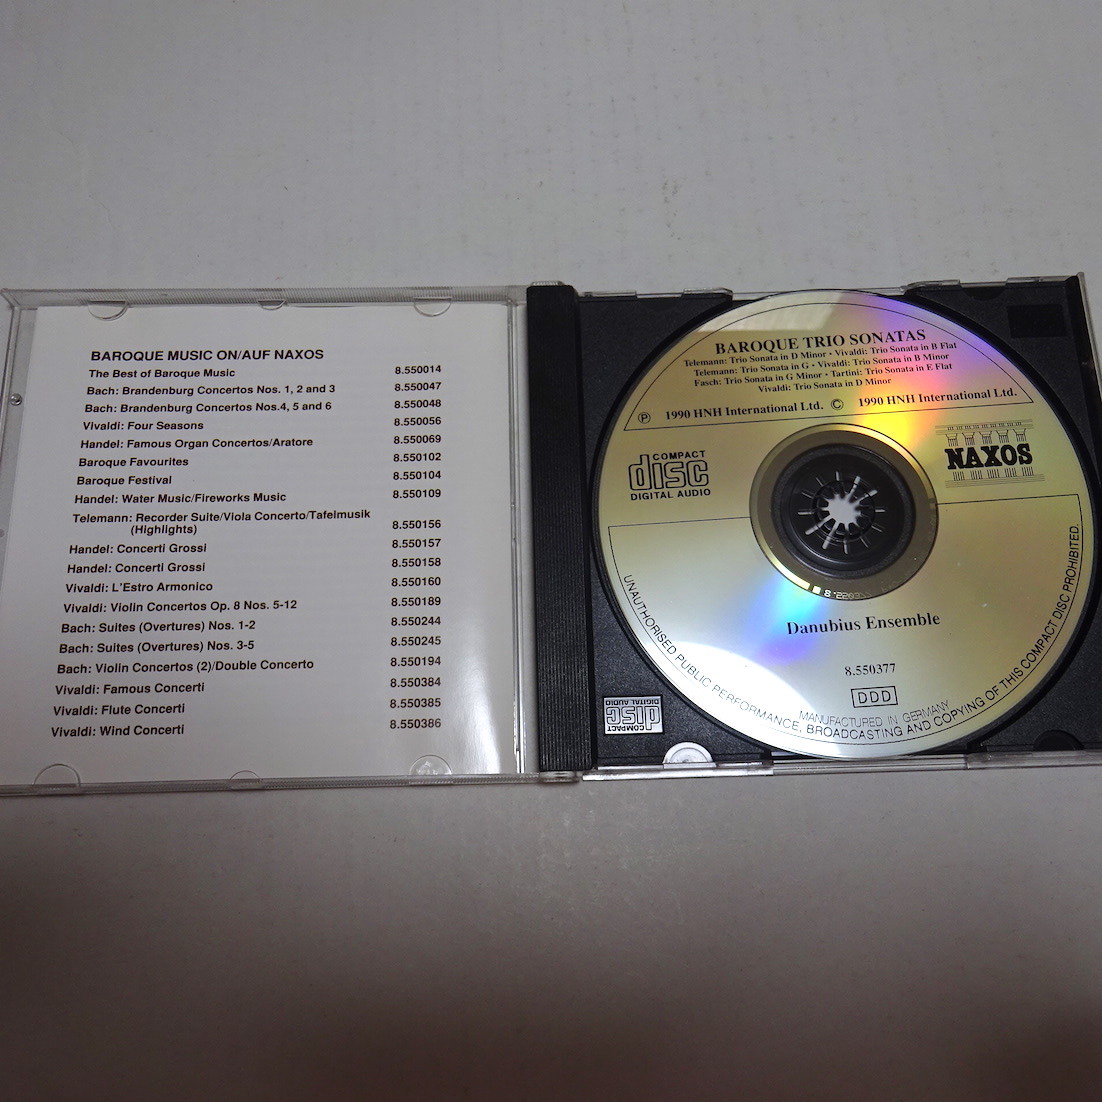 BAROQUE MUSIC ON/AUF NAXOS
The Best of Baroque Music 8.550014
Bach: Brandenburg Concertos Nos. 1, 2 and 3 8.550047
Bach: Brandenburg Concertos Nos.4, 5 and 6 8.550048
Vivaldi: Four Seasons 8.550056
Handel: Famous Organ Concertos/Aratore 8.550069
Baroque Favourites 8.550102
Baroque Festival 8.550104
Handel: Water Music/Fireworks Music 8.550109
Telemann: Recorder Suite/Viola Concerto/Tafelmusik
(Highlights) 8.550156
Handel: Concerti Grossi 8.550157
Handel: Concerti Grossi 8.550158
Vivaldi: L'Estro Armonico 8.550160
Vivaldi: Violin Concertos Op. 8 Nos. 5-12 8.550189
Bach: Suites (Overtures) Nos. 1-2 8.550244
Bach: Suites (Overtures) Nos. 3-5 8.550245
Bach: Violin Concertos (2)/Double Concerto 8.550194
Vivaldi: Famous Concerti 8.550384
Vivaldi: Flute Concerti 8.550385
Vivaldi: Wind Concerti 8.550386
BAROQUE TRIO SONATAS
Telemann: Trio Sonata in D Minor • Vivaldi: Trio Sonata in B Flat
Telemann: Trio Sonata in G • Vivaldi: Trio Sonata in B Minor
Fasch: Trio Sonata in G Minor • Tartini: Trio Sonata in E Flat
Vivaldi: Trio Sonata in D Minor
℗ 1990 HNH International Ltd. © 1990 HNH International Ltd.
COMPACT
disc
DIGITAL AUDIO
NAXOS
Danubius Ensemble
8.550377
DDD
MANUFACTURED IN GERMANY
UNAUTHORISED PUBLIC PERFORMANCE, BROADCASTING AND COPYING OF THIS COMPACT DISC PROHIBITED.
COMPACT
disc
DIGITAL AUDIO